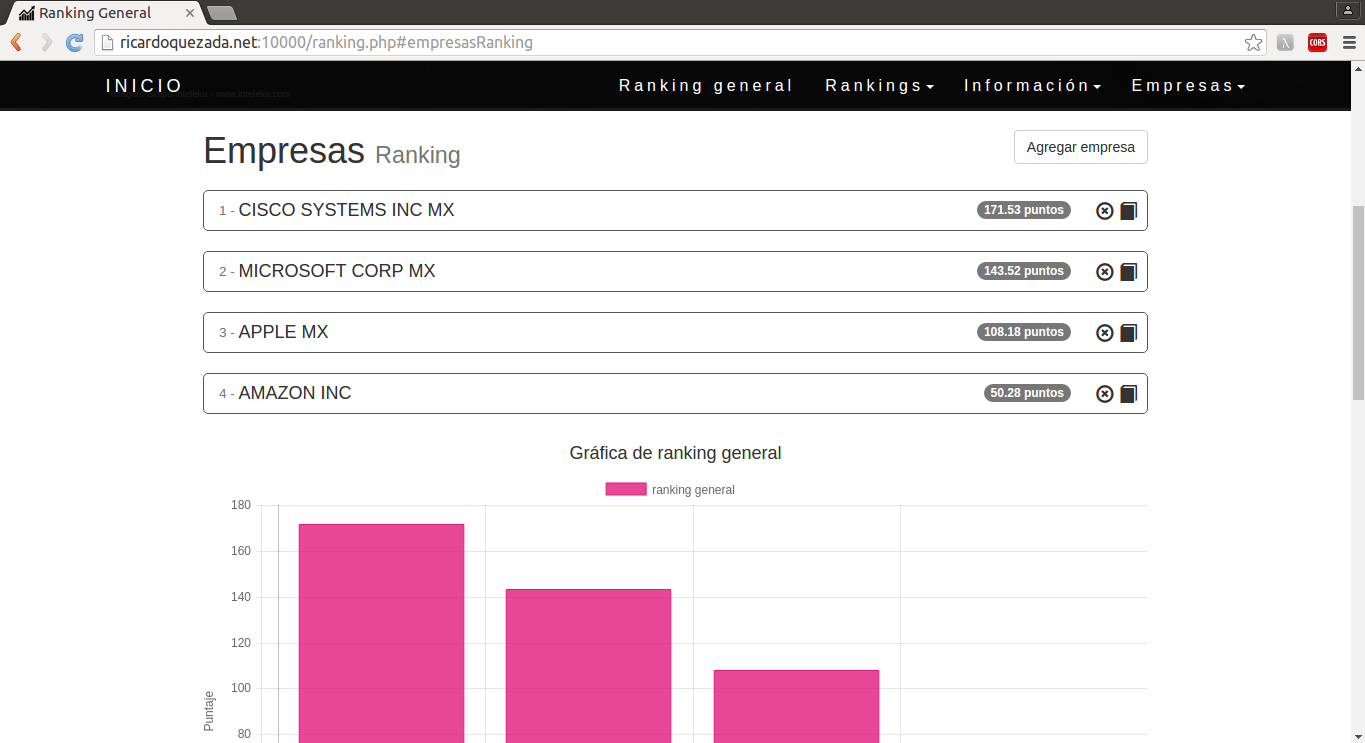 Ranking General
ricardoquezada.net:10000/ranking.php#empresasRanking
CORS
INICIO Ranking general Rankings Información Empresas
Empresas Ranking Agregar empresa
1 - CISCO SYSTEMS INC MX 171.53 puntos
2 - MICROSOFT CORP MX 143.52 puntos
3 - APPLE MX 108.18 puntos
4 - AMAZON INC 50.28 puntos
Gráfica de ranking general
ranking general
180
160
140
120
100
80
Puntaje